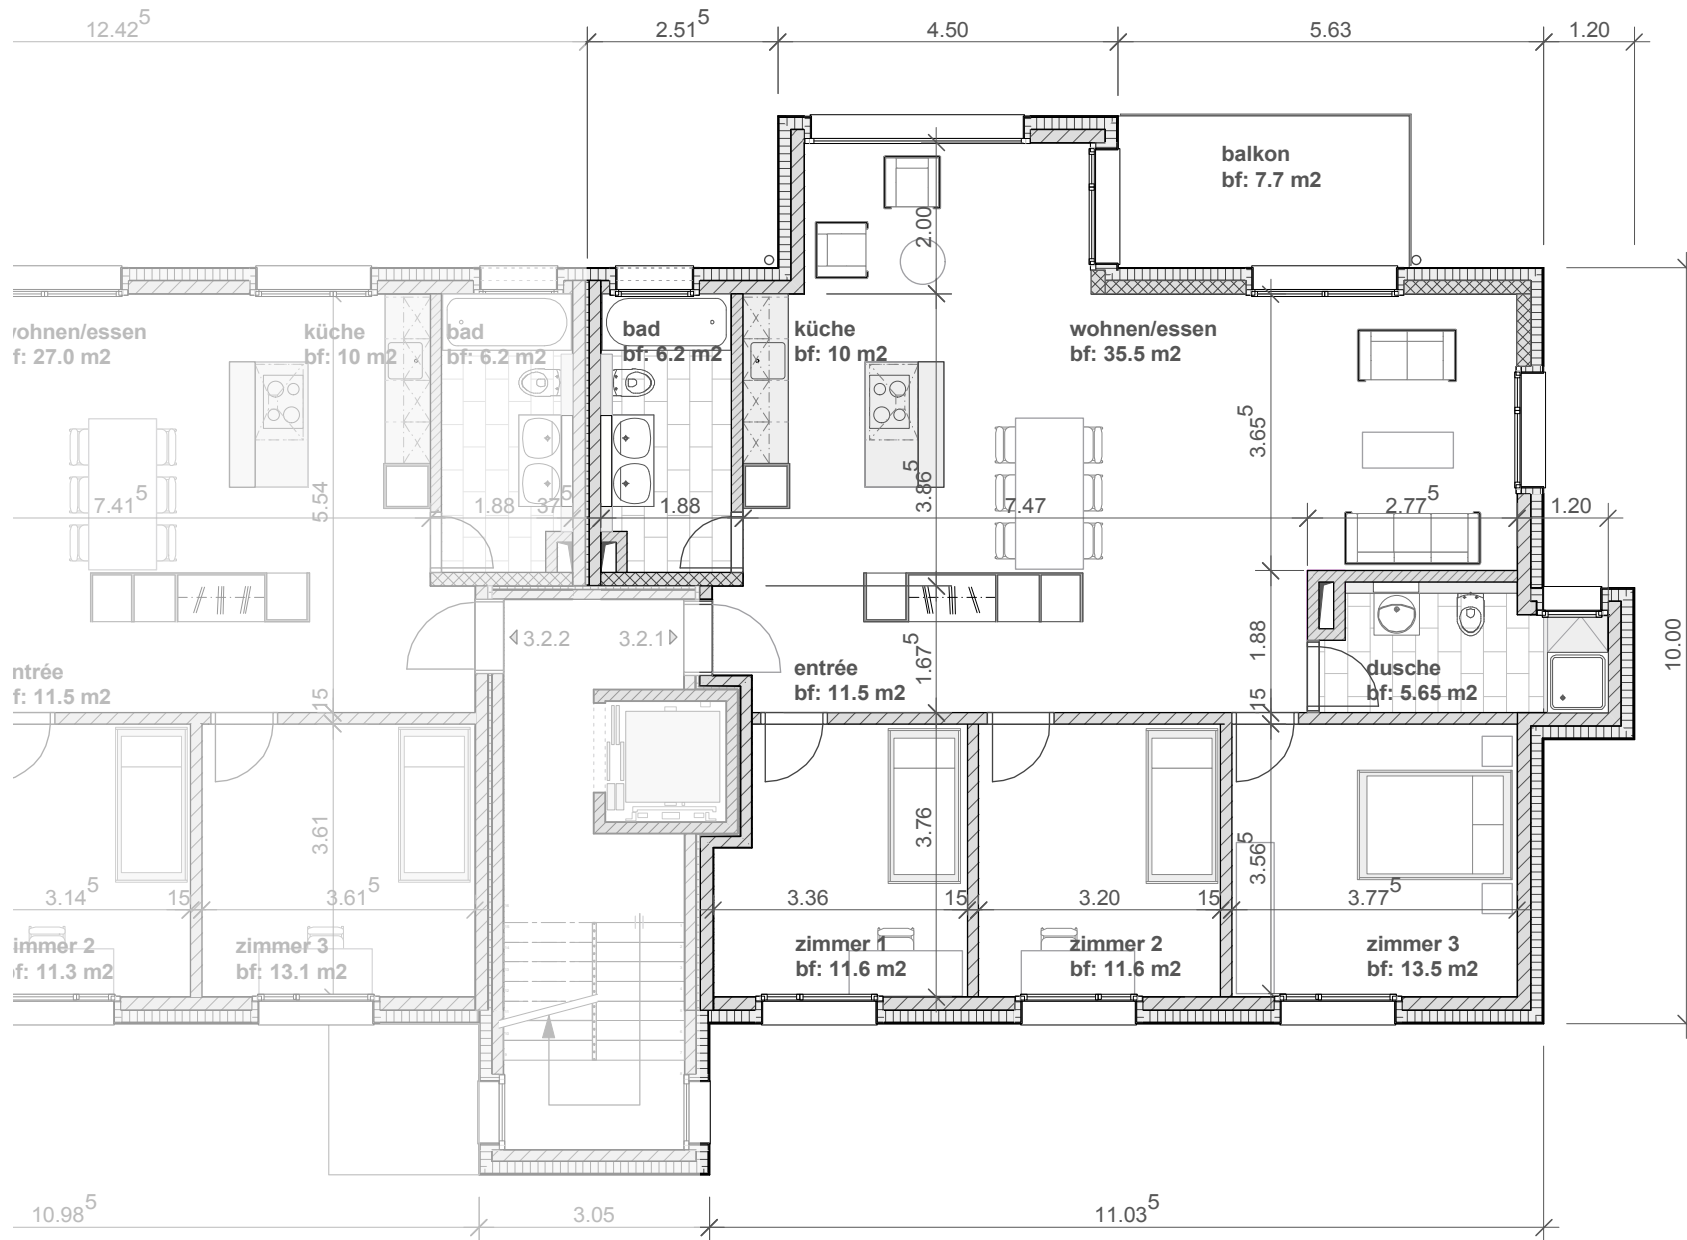 12.42⁵
2.51⁵
4.50
5.63
1.20
balkon
bf: 7.7 m2
2.00
wohnen/essen
f: 27.0 m2
küche
bf: 10 m2
bad
bf: 6.2 m2
bad
bf: 6.2 m2
küche
bf: 10 m2
wohnen/essen
bf: 35.5 m2
3.65⁵
5.54
3.86⁵
7.41⁵
1.88
37⁵
1.88
7.47
2.77⁵
1.20
3.2.2
3.2.1
1.67⁵
1.88
10.00
ntrée
f: 11.5 m2
entrée
bf: 11.5 m2
dusche
bf: 5.65 m2
15
15
3.61
3.76
3.56⁵
3.14⁵
15
3.61⁵
3.36
15
3.20
15
3.77⁵
immer 2
bf: 11.3 m2
zimmer 3
bf: 13.1 m2
zimmer 1
bf: 11.6 m2
zimmer 2
bf: 11.6 m2
zimmer 3
bf: 13.5 m2
10.98⁵
3.05
11.03⁵